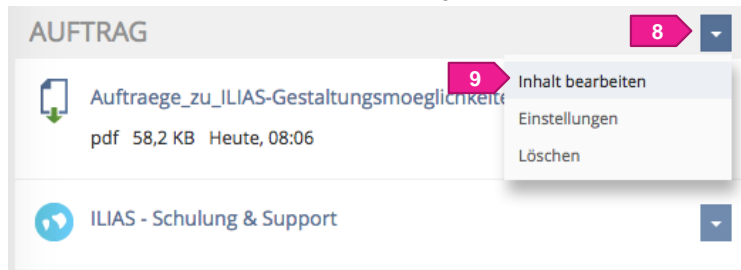 AUFTRAG
8
9
Inhalt bearbeiten
Auftraege_zu_ILIAS-Gestaltungsmoeglichkeite
Einstellungen
pdf 58,2 KB Heute, 08:06
Löschen
ILIAS - Schulung & Support